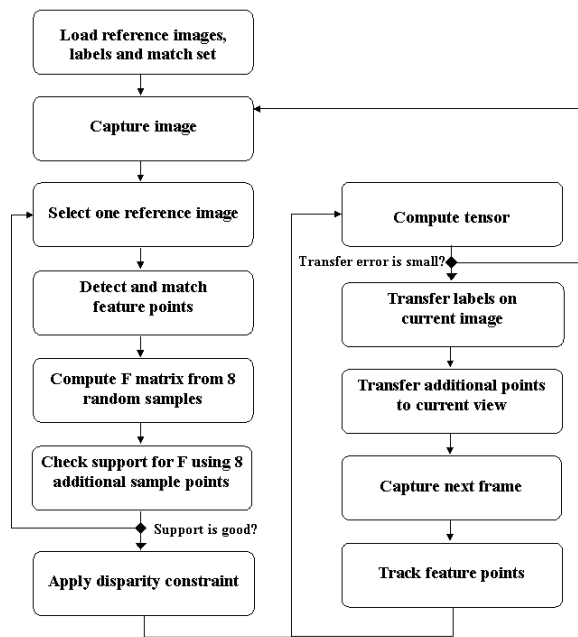 Load reference images,
labels and match set
Capture image
Select one reference image
Detect and match
feature points
Compute F matrix from 8
random samples
Check support for F using 8
additional sample points
Support is good?
Apply disparity constraint
Compute tensor
Transfer error is small?
Transfer labels on
current image
Transfer additional points
to current view
Capture next frame
Track feature points